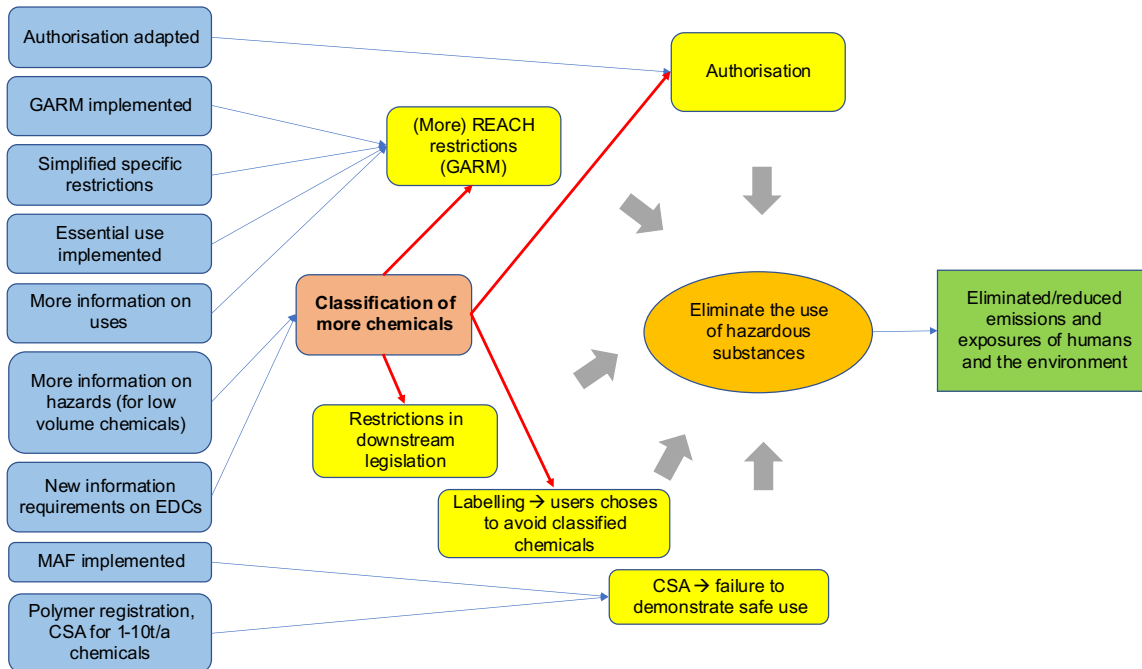 Authorisation adapted
GARM implemented
Simplified specific
restrictions
Essential use
implemented
More information on
uses
More information on
hazards (for low
volume chemicals)
New information
requirements on EDCs
MAF implemented
Polymer registration,
CSA for 1-10t/a
chemicals
(More) REACH
restrictions
(GARM)
Classification of
more chemicals
Restrictions in
downstream
legislation
Labelling → users choses
to avoid classified
chemicals
CSA → failure to
demonstrate safe use
Authorisation
Eliminate the use
of hazardous
substances
Eliminated/reduced
emissions and
exposures of humans
and the environment